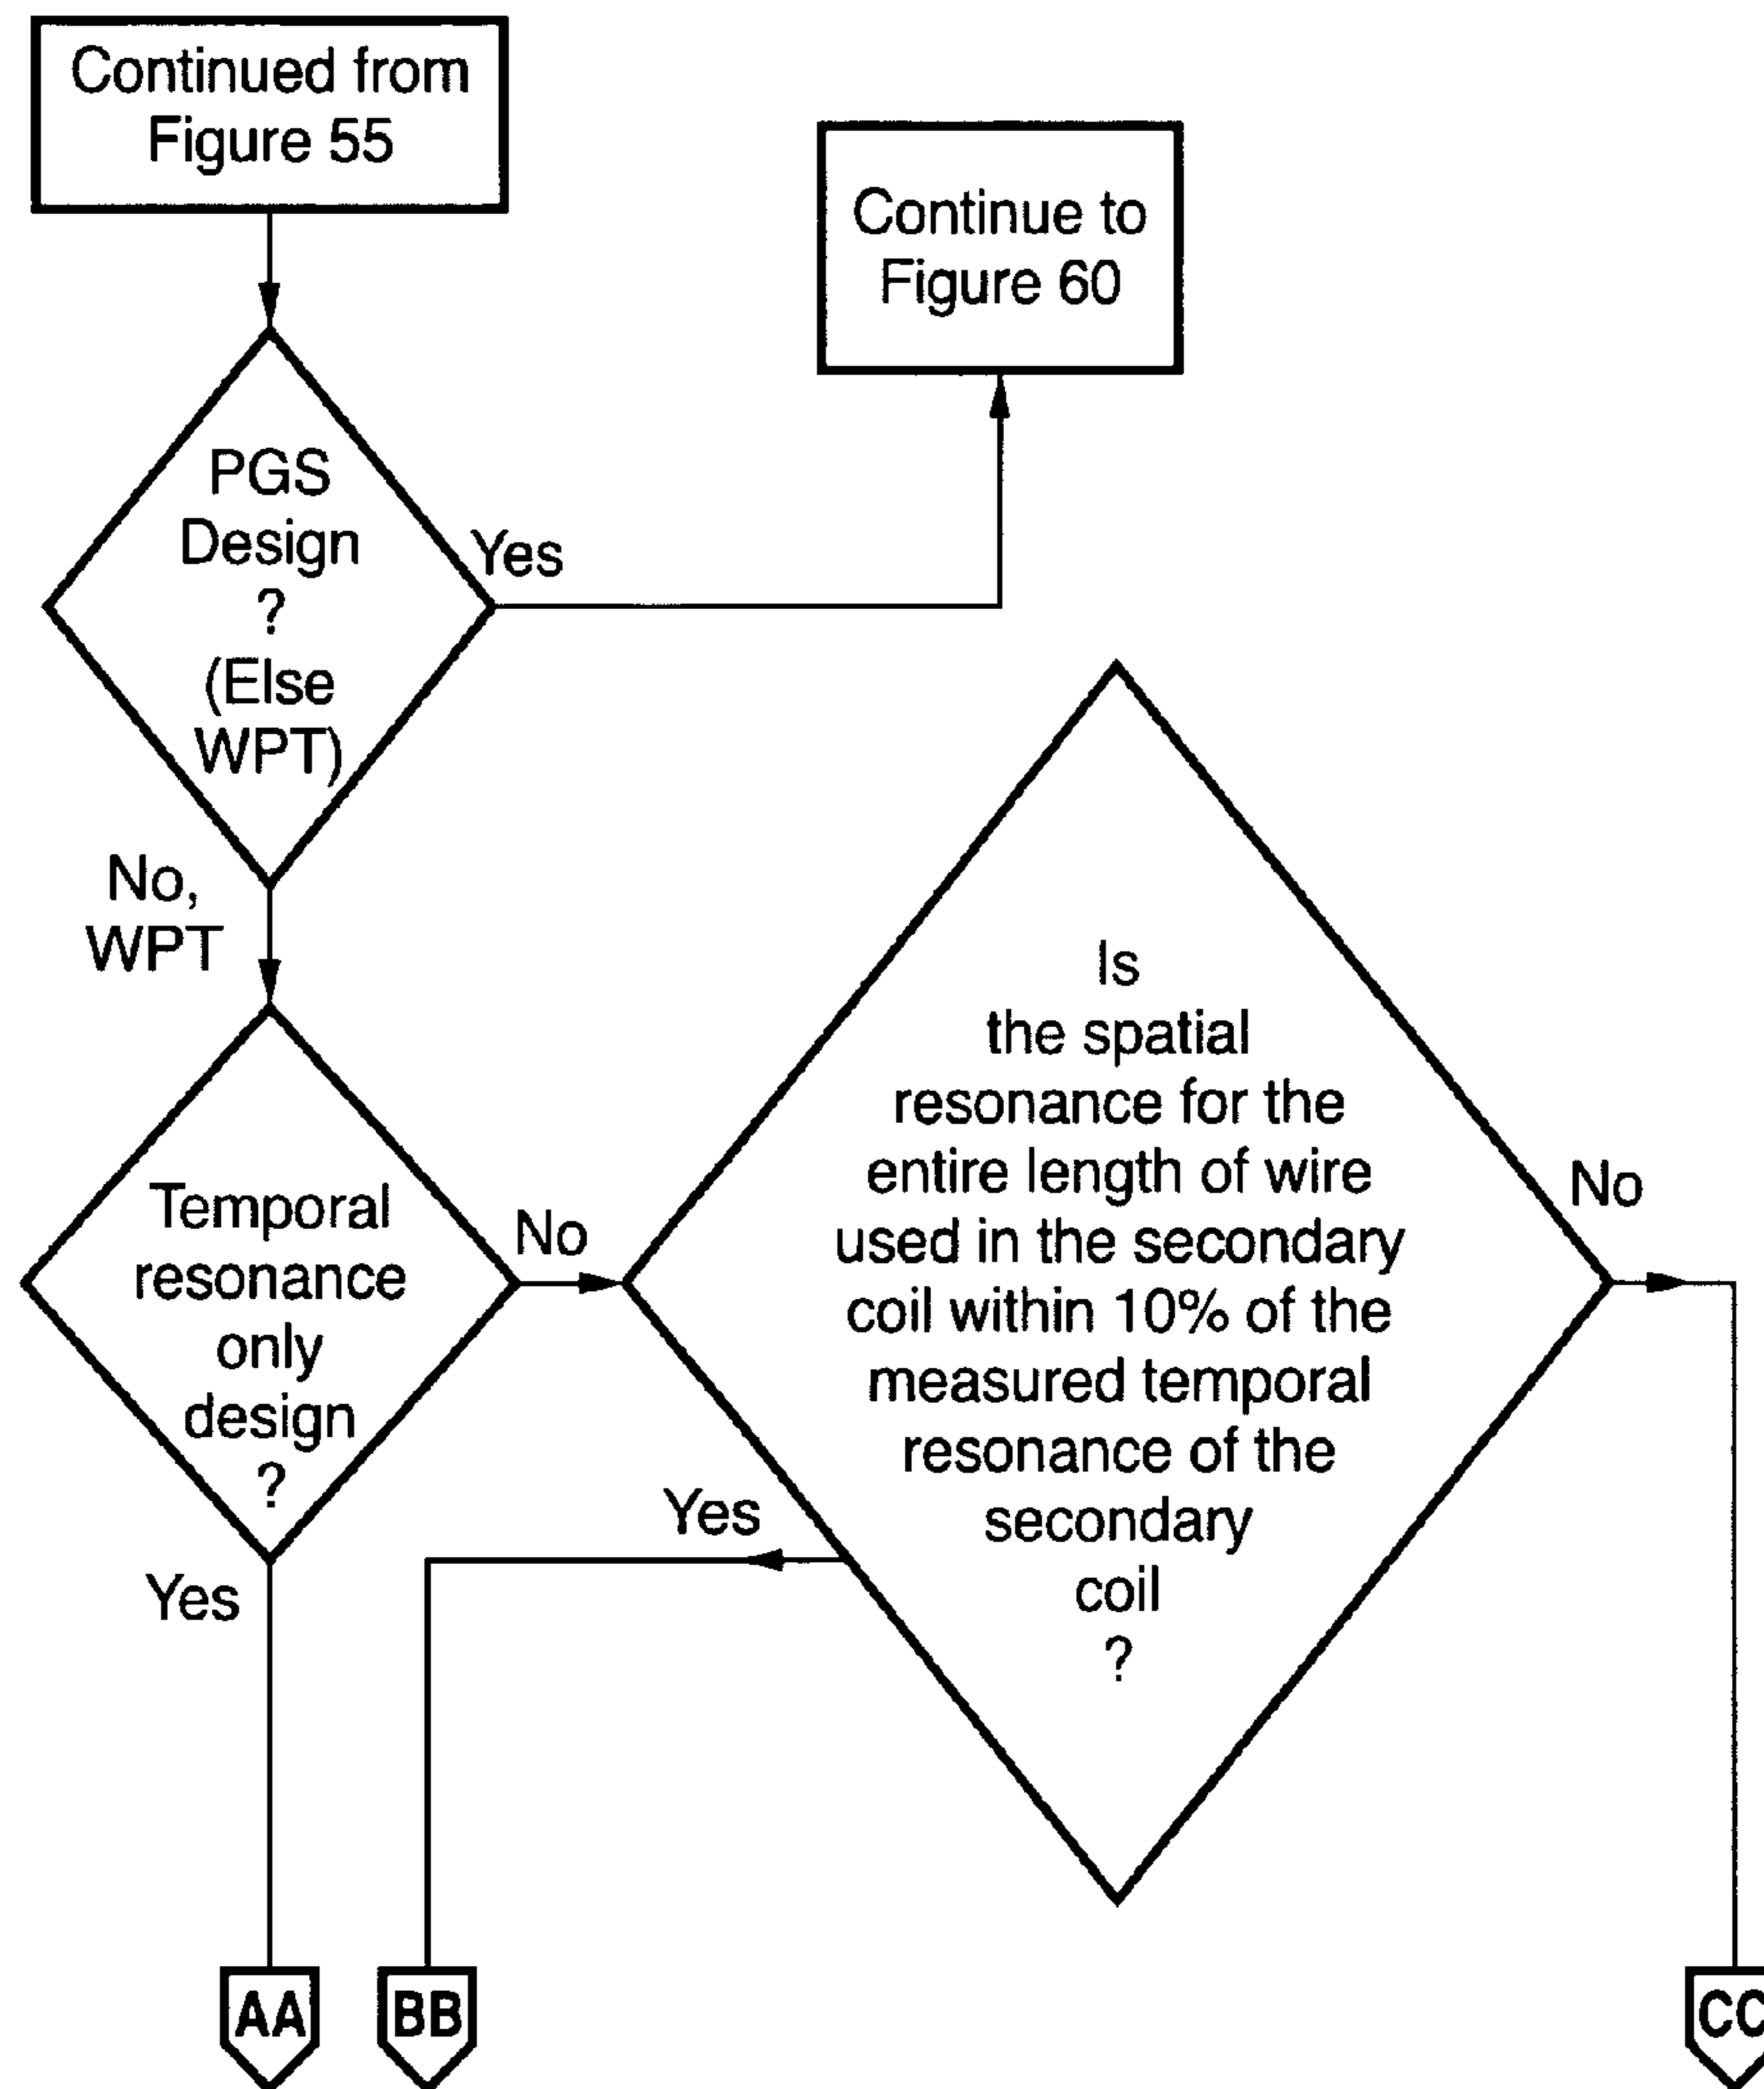 Continued from
Figure 55
Continue to
Figure 60
PGS
Design
?
(Else
WPT)
Yes
No,
WPT
Temporal
resonance
only
design
?
No
Yes
Is
the spatial
resonance for the
entire length of wire
used in the secondary
coil within 10% of the
measured temporal
resonance of the
secondary
coil
?
Yes
No
AA
BB
CC